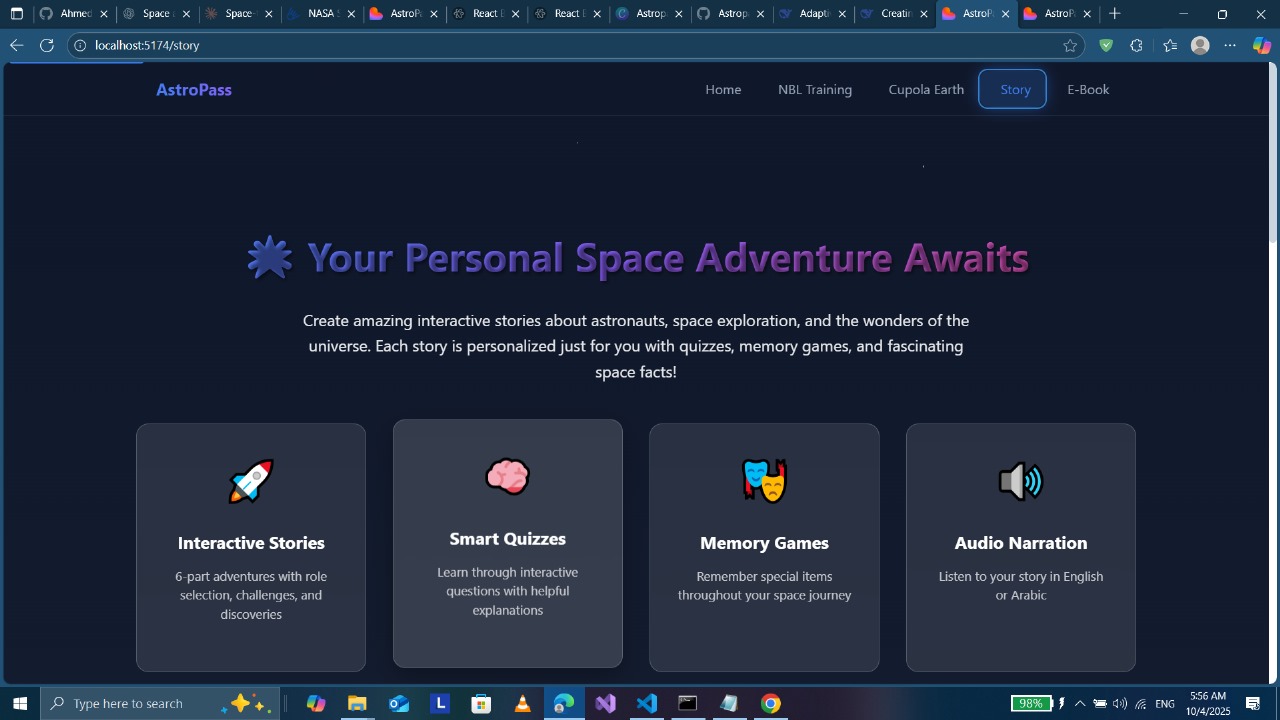 Ahmed
Space
Space-
NASA S
AstroPa
React B
React E
Astrop
Astrop
Adapti
Creatin
AstroPa
AstroPa
localhost:5174/story
AstroPass
Home
NBL Training
Cupola Earth
Story
E-Book
Your Personal Space Adventure Awaits
Create amazing interactive stories about astronauts, space exploration, and the wonders of the
universe. Each story is personalized just for you with quizzes, memory games, and fascinating
space facts!
Interactive Stories
6-part adventures with role
selection, challenges, and
discoveries
Smart Quizzes
Learn through interactive
questions with helpful
explanations
Memory Games
Remember special items
throughout your space journey
Audio Narration
Listen to your story in English
or Arabic
Type here to search
L
98%
ENG
5:56 AM
10/4/2025